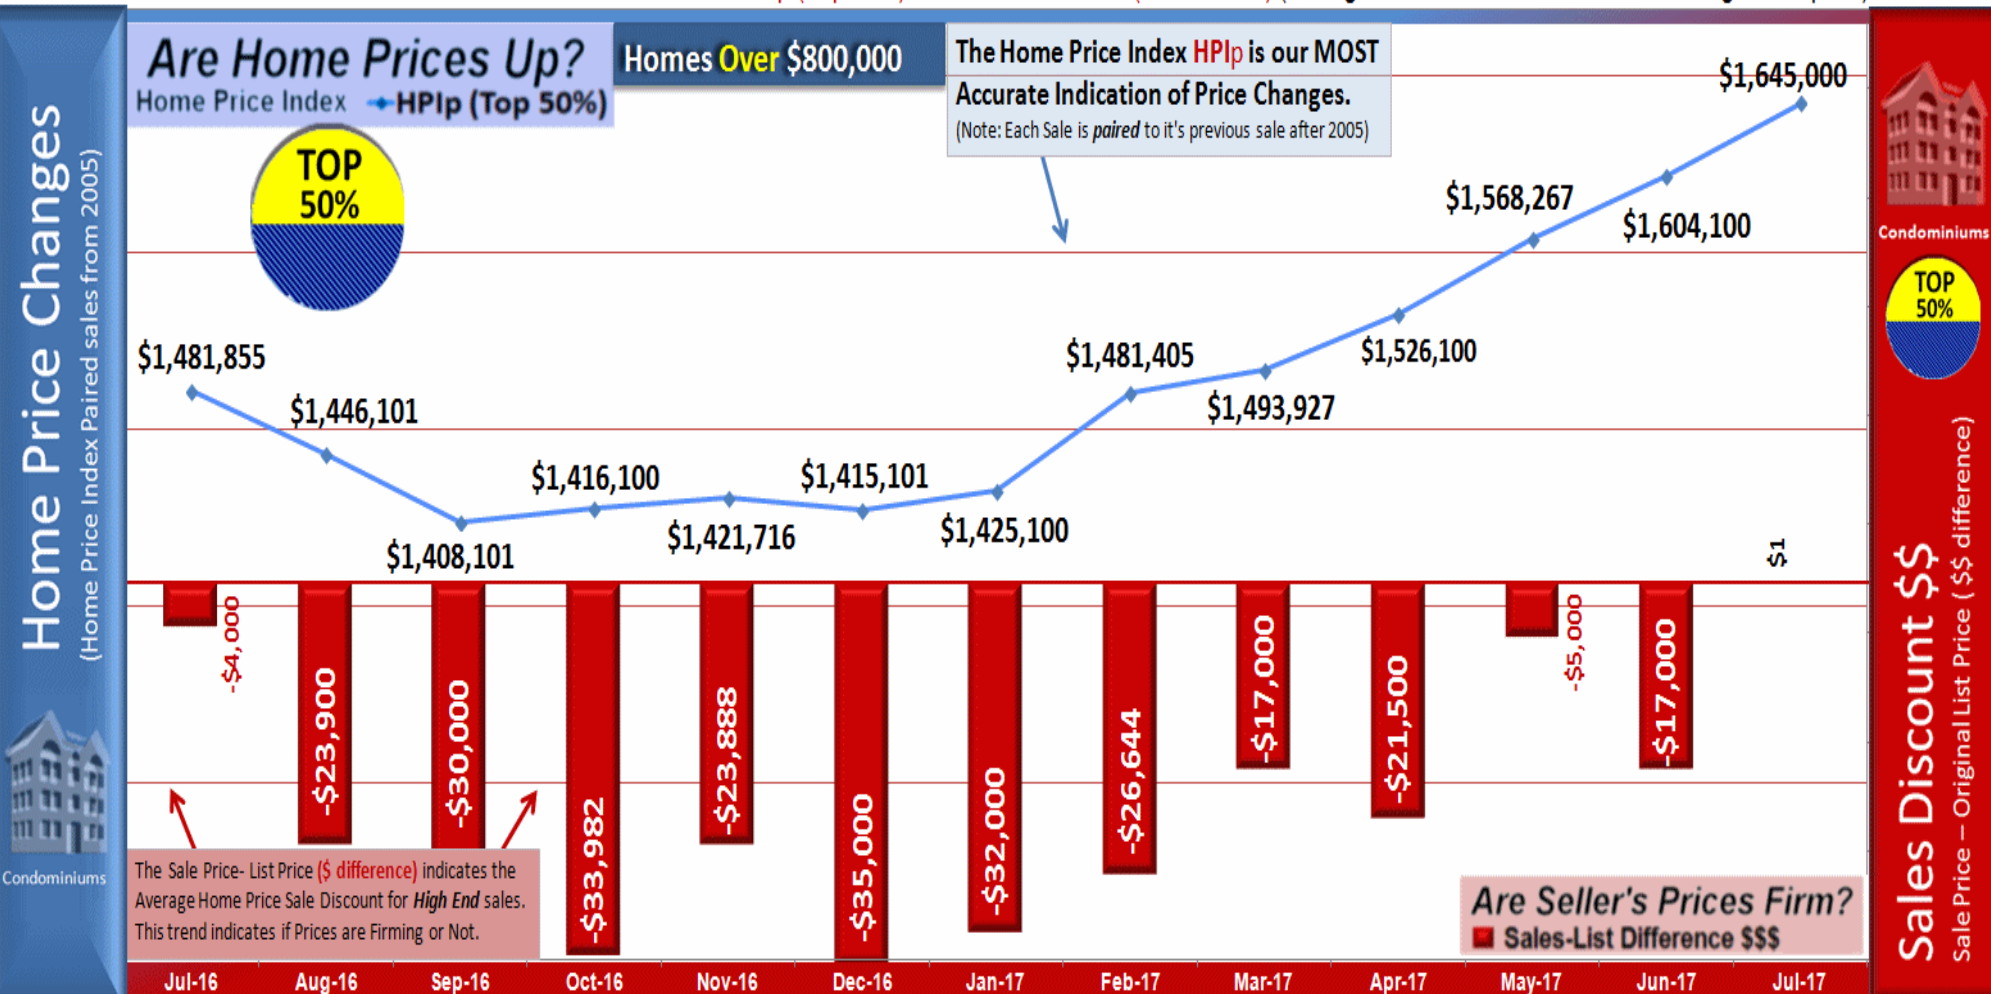 Home Price Changes
(Home Price Index Paired sales from 2005)
Condominiums
Are Home Prices Up?
Home Price Index HPIp (Top 50%)
Homes Over $800,000
TOP
50%
The Home Price Index HPIp is our MOST
Accurate Indication of Price Changes.
(Note: Each Sale is paired to it's previous sale after 2005)
$1,481,855
$1,446,101
$1,408,101
$1,416,100
$1,421,716
$1,415,101
$1,425,100
$1,481,405
$1,493,927
$1,526,100
$1,568,267
$1,604,100
$1,645,000
-$4,000
-$23,900
-$30,000
-$33,982
-$23,888
-$35,000
-$32,000
-$26,644
-$17,000
-$21,500
-$5,000
-$17,000
$1
The Sale Price- List Price ($ difference) indicates the
Average Home Price Sale Discount for High End sales.
This trend indicates if Prices are Firming or Not.
Are Seller's Prices Firm?
Sales-List Difference $$$
Jul-16 Aug-16 Sep-16 Oct-16 Nov-16 Dec-16 Jan-17 Feb-17 Mar-17 Apr-17 May-17 Jun-17 Jul-17
Condominiums
TOP
50%
Sales Discount $$
Sale Price – Original List Price ( $$ difference)